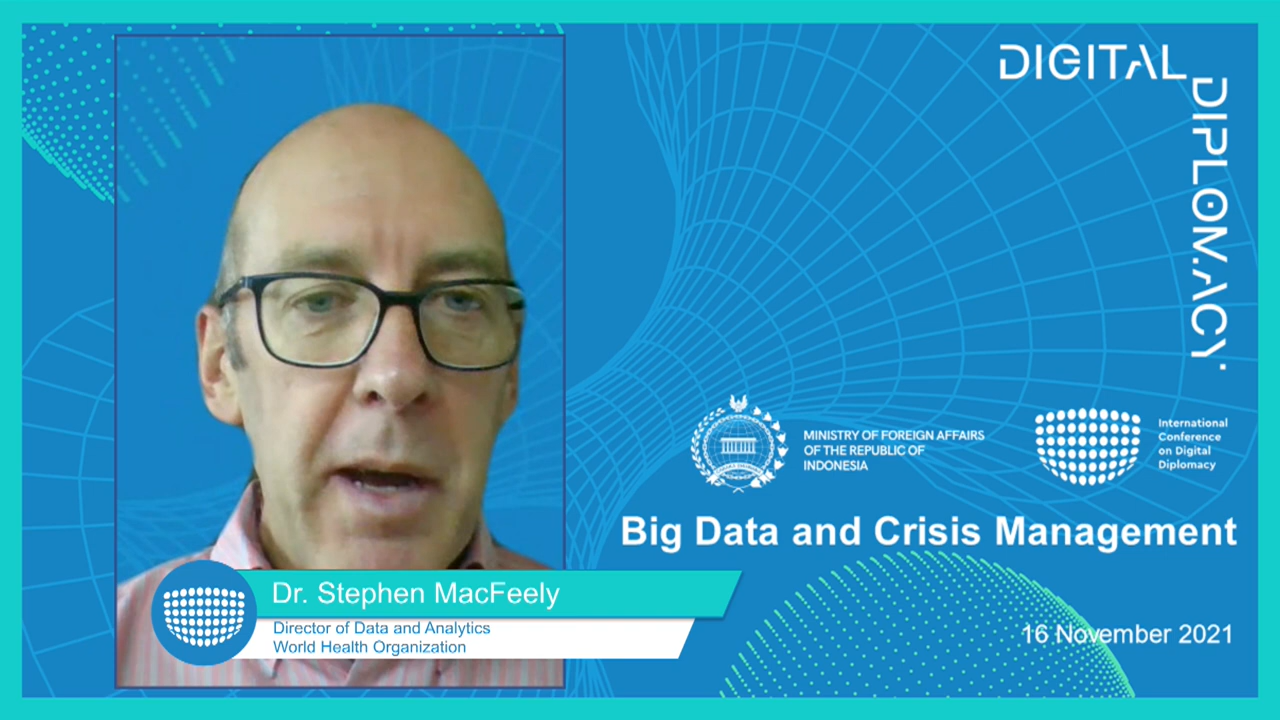 DIGITAL
DIPLOMACY.
MINISTRY OF FOREIGN AFFAIRS
OF THE REPUBLIC OF
INDONESIA
International
Conference
on Digital
Diplomacy
Big Data and Crisis Management
Dr. Stephen MacFeely
Director of Data and Analytics
World Health Organization
16 November 2021